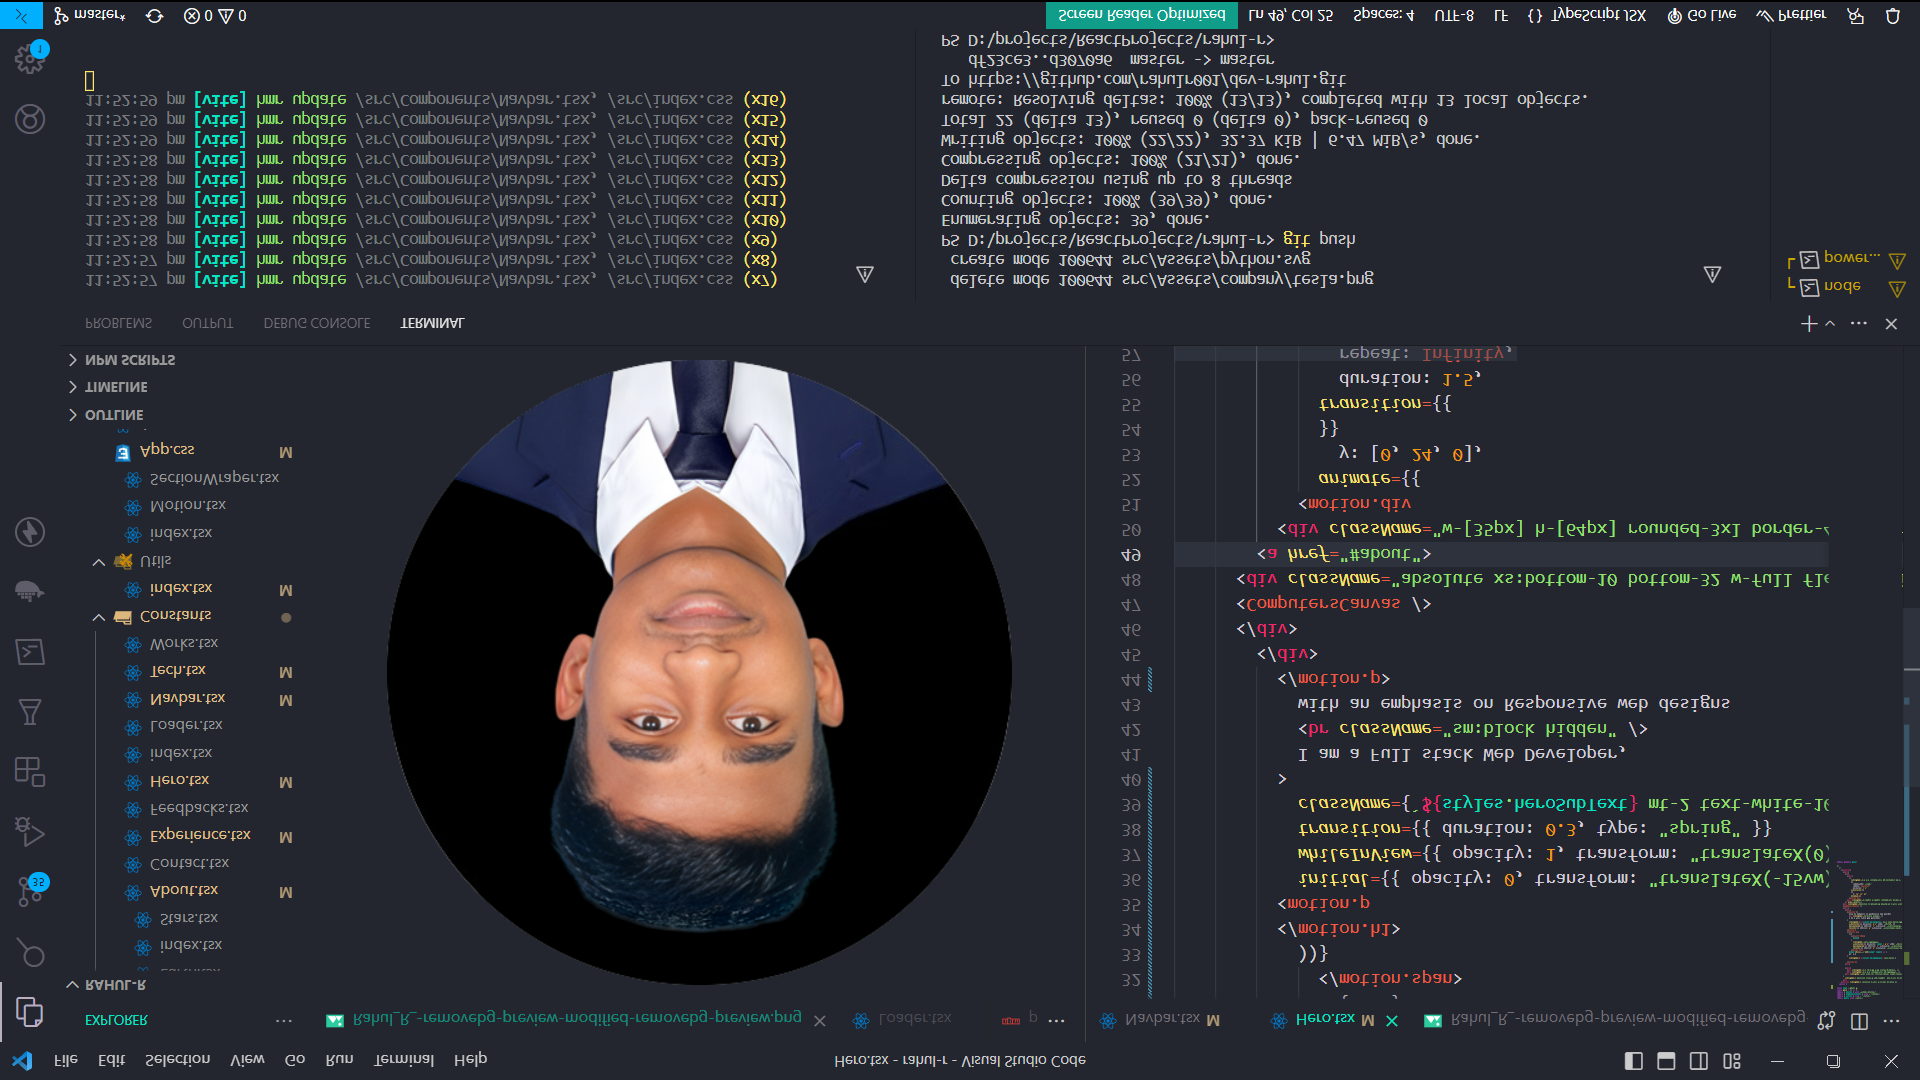 File Edit Selection View Go Run Terminal Help
Hero.tsx - rahul-r - Visual Studio Code
EXPLORER
RAHUL-R
index.tsx
Stars.tsx
About.tsx M
Contact.tsx
Experience.tsx M
Feedbacks.tsx
Hero.tsx M
index.tsx
Loader.tsx
Navbar.tsx M
Tech.tsx M
Works.tsx
Constants
index.tsx M
Utils
index.tsx
Motion.tsx
SectionWraper.tsx
App.css M
OUTLINE
TIMELINE
NPM SCRIPTS
35
1
Rahul_R_-removebg-preview-modified-removebg-preview.png
Loader.tsx
p
Navbar.tsx M
Hero.tsx M
Rahul_R_-removebg-preview-modified-removebg-
32 </motion.span>
33 ))}
34 </motion.h1>
35 <motion.p
36 initial={{ opacity: 0, transform: "translateX(-15vw)
37 whileInView={{ opacity: 1, transform: "translateX(0)
38 transition={{ duration: 0.3, type: "spring" }}
39 className={`${styles.heroSubText} mt-2 text-white-10
40 >
41 I am a Full stack Web Developer,
42 <br className="sm:block hidden" />
43 with an emphasis on Responsive web designs
44 </motion.p>
45 </div>
46 </div>
47 <ComputersCanvas />
48 <div className="absolute xs:bottom-10 bottom-32 w-full fle
49 <a href="#about">
50 <div className="w-[35px] h-[64px] rounded-3xl border-4
51 <motion.div
52 animate={{
53 y: [0, 24, 0],
54 }}
55 transition={{
56 duration: 1.5,
57 repeat: Infinity,
PROBLEMS OUTPUT DEBUG CONSOLE TERMINAL
11:52:57 pm [vite] hmr update /src/Components/Navbar.tsx, /src/index.css (x7)
11:52:57 pm [vite] hmr update /src/Components/Navbar.tsx, /src/index.css (x8)
11:52:58 pm [vite] hmr update /src/Components/Navbar.tsx, /src/index.css (x9)
11:52:58 pm [vite] hmr update /src/Components/Navbar.tsx, /src/index.css (x10)
11:52:58 pm [vite] hmr update /src/Components/Navbar.tsx, /src/index.css (x11)
11:52:58 pm [vite] hmr update /src/Components/Navbar.tsx, /src/index.css (x12)
11:52:58 pm [vite] hmr update /src/Components/Navbar.tsx, /src/index.css (x13)
11:52:59 pm [vite] hmr update /src/Components/Navbar.tsx, /src/index.css (x14)
11:52:59 pm [vite] hmr update /src/Components/Navbar.tsx, /src/index.css (x15)
11:52:59 pm [vite] hmr update /src/Components/Navbar.tsx, /src/index.css (x16)
delete mode 100644 src/Assets/company/tesla.png
create mode 100644 src/Assets/python.svg
PS D:\projects\ReactProjects\rahul-r> git push
Enumerating objects: 39, done.
Counting objects: 100% (39/39), done.
Delta compression using up to 8 threads
Compressing objects: 100% (21/21), done.
Writing objects: 100% (22/22), 32.37 KiB | 6.47 MiB/s, done.
Total 22 (delta 13), reused 0 (delta 0), pack-reused 0
remote: Resolving deltas: 100% (13/13), completed with 13 local objects.
To https://github.com/rahulr001/dev-rahul.git
df23ce3..d3070a6 master -> master
PS D:\projects\ReactProjects\rahul-r>
node
power...
master* 0 0
Screen Reader Optimized Ln 49, Col 25 Spaces: 4 UTF-8 LF {} TypeScript JSX Go Live Prettier